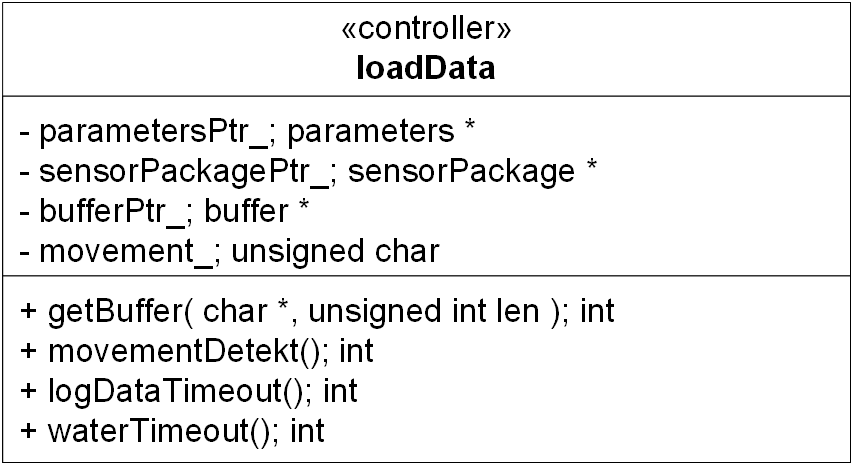 «controller»
loadData
- parametersPtr_; parameters *
- sensorPackagePtr_; sensorPackage *
- bufferPtr_; buffer *
- movement_; unsigned char
+ getBuffer( char *, unsigned int len ); int
+ movementDetekt(); int
+ logDataTimeout(); int
+ waterTimeout(); int